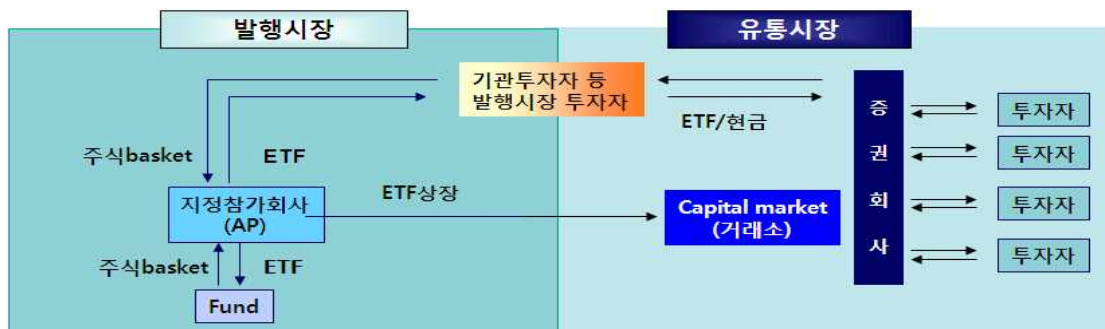 발행시장
유통시장
기관투자자 등
발행시장 투자자
ETF/현금
주식basket
ETF
지정참가회사
(AP)
ETF상장
Capital market
(거래소)
주식basket
ETF
Fund
증
권
회
사
투자자
투자자
투자자
투자자